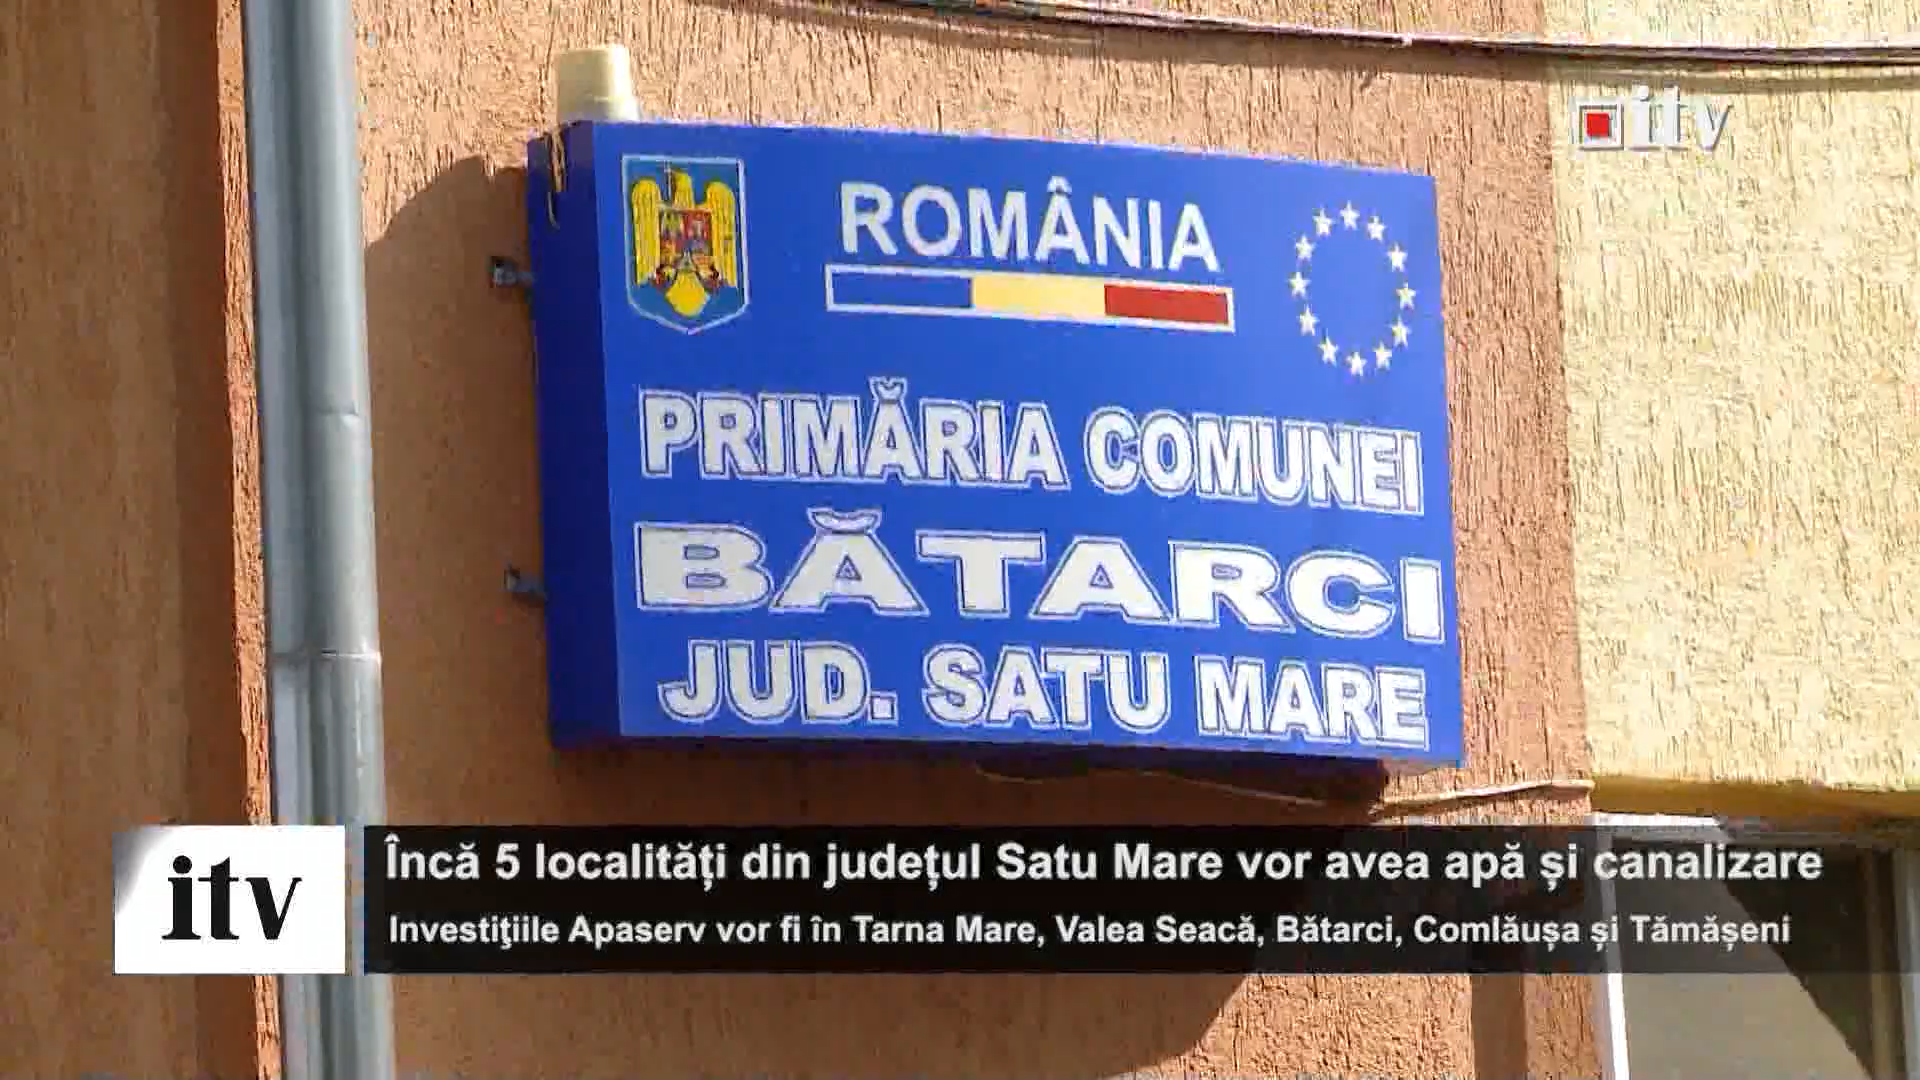 itv
ROMÂNIA
PRIMĂRIA COMUNEI
BĂTARCI
JUD. SATU MARE
itv
Încă 5 localități din județul Satu Mare vor avea apă și canalizare
Investiţiile Apaserv vor fi în Tarna Mare, Valea Seacă, Bătarci, Comlăușa și Tămășeni